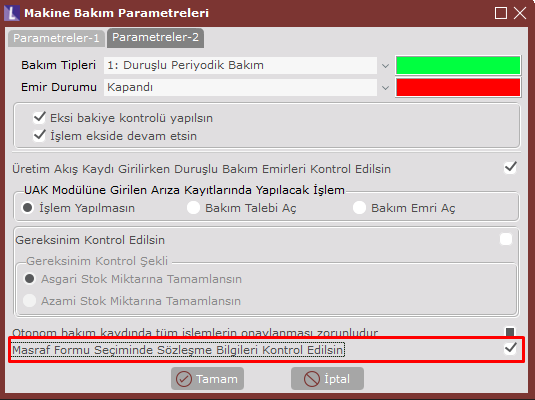 Makine Bakım Parametreleri
Parametreler-1 Parametreler-2
Bakım Tipleri 1: Duruşlu Periyodik Bakım
Emir Durumu Kapandı
Eksi bakiye kontrolü yapılsın
İşlem ekside devam etsin
Üretim Akış Kaydı Girilirken Duruşlu Bakım Emirleri Kontrol Edilsin
UAK Modülüne Girilen Arıza Kayıtlarında Yapılacak İşlem
İşlem Yapılmasın Bakım Talebi Aç Bakım Emri Aç
Gereksinim Kontrol Edilsin
Gereksinim Kontrol Şekli
Asgari Stok Miktarına Tamamlansın
Azami Stok Miktarına Tamamlansın
Otonom bakım kaydında tüm işlemlerin onaylanması zorunludur
Masraf Formu Seçiminde Sözleşme Bilgileri Kontrol Edilsin
Tamam İptal